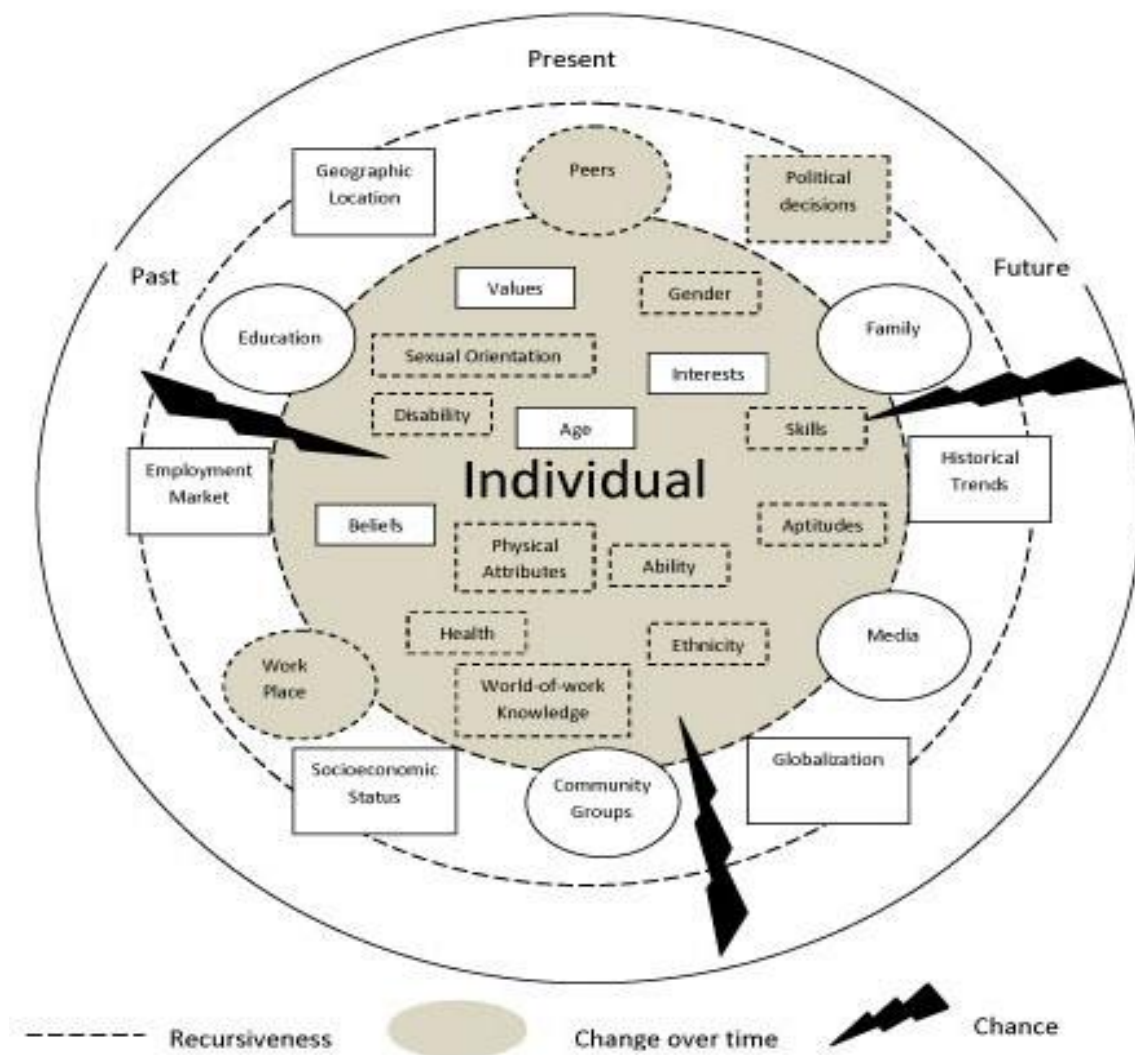 Present
Geographic
Location
Peers
Political
decisions
Past
Future
Values
Gender
Education
Family
Sexual Orientation
Interests
Disability
Age
Skills
Employment
Market
Individual
Historical
Trends
Beliefs
Physical
Attributes
Ability
Aptitudes
Health
Ethnicity
Media
Work
Place
World-of-work
Knowledge
Socioeconomic
Status
Community
Groups
Globalization
Recursiveness
Change over time
Chance